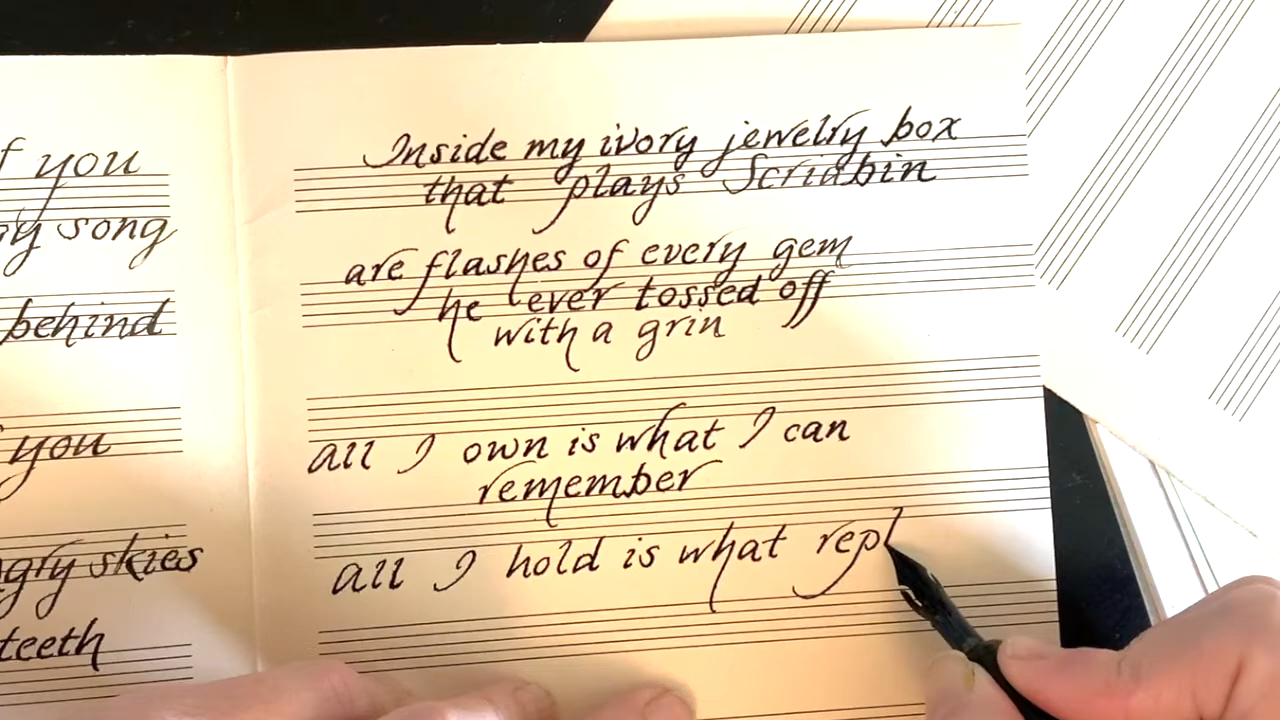 you
song
behind
you
skies
teeth
Inside my ivory jewelry box
that plays Scriabin
are flashes of every gem
he ever tossed off
with a grin
all I own is what I can
remember
all I hold is what repl